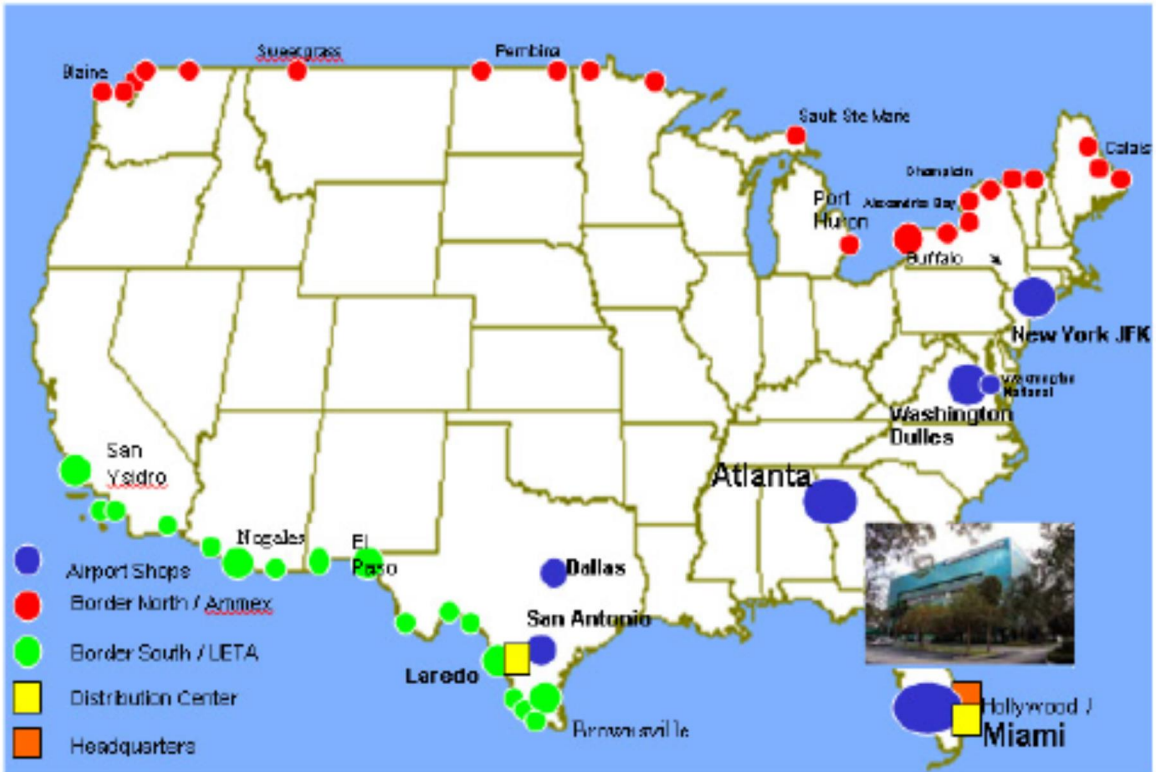 Sweetgrass
Pembina
Blaine
Sault Ste Marie
Calais
Champlain
Port
Huron
Alexandria Bay
Buffalo
New York JFK
Washington
National
Washington
Dulles
San
Ysidro
Atlanta
Nogales
El
Paso
Dallas
San Antonio
Laredo
Brownsville
Airport Shops
Border North / Ammex
Border South / UETA
Distribution Center
Headquarters
Hollywood /
Miami